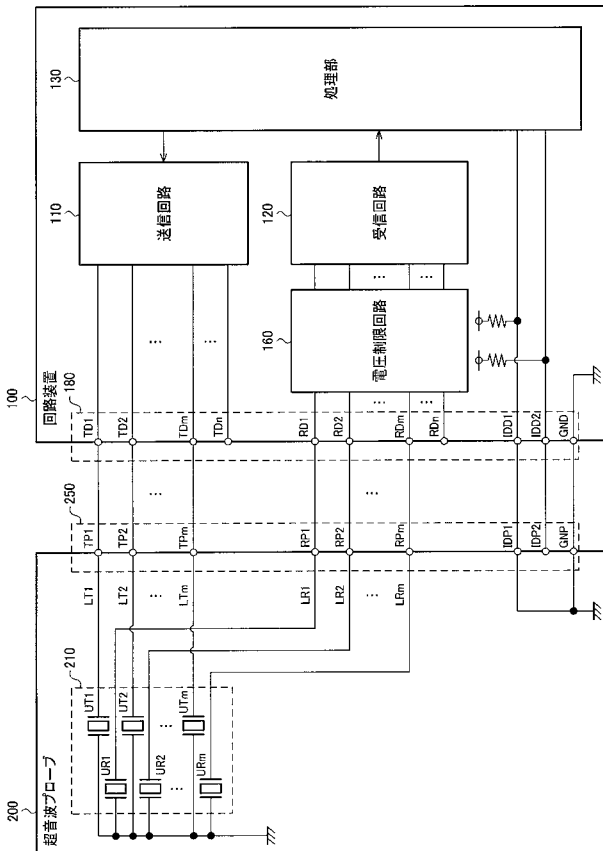 200
超音波プローブ
210
UR1
UT1
UT2
UR2
...
...
UTm
URm
LT1
LT2
...
LTm
LR1
LR2
...
LRm
250
TP1
TP2
TPm
RP1
RP2
RPm
IDP1
IDP2
GNP
...
...
100
回路装置
180
TD1
TD2
TDm
TDn
RD1
RD2
RDm
RDn
IDD1
IDD2
GND
...
...
110
送信回路
160
電圧制限回路
...
...
...
...
120
受信回路
130
処理部